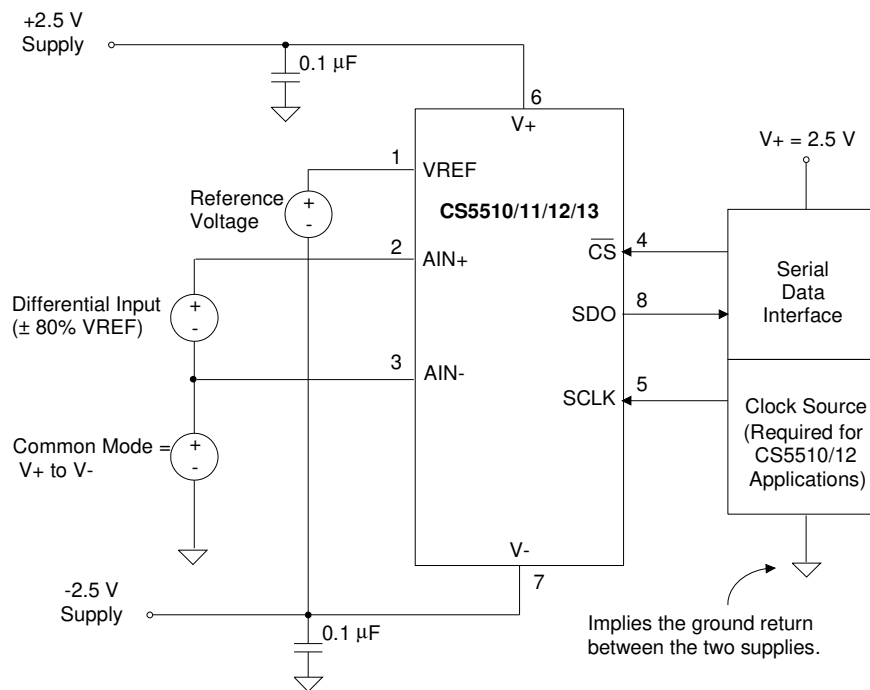 +2.5 V
Supply
0.1 µF
6
V+
V+ = 2.5 V
1
VREF
Reference
Voltage
CS5510/11/12/13
2
AIN+
CS
4
Serial
Data
Interface
Differential Input
(± 80% VREF)
SDO
8
3
AIN-
SCLK
5
Clock Source
(Required for
CS5510/12
Applications)
Common Mode =
V+ to V-
+
-
+
-
+
-
V-
7
-2.5 V
Supply
0.1 µF
Implies the ground return
between the two supplies.